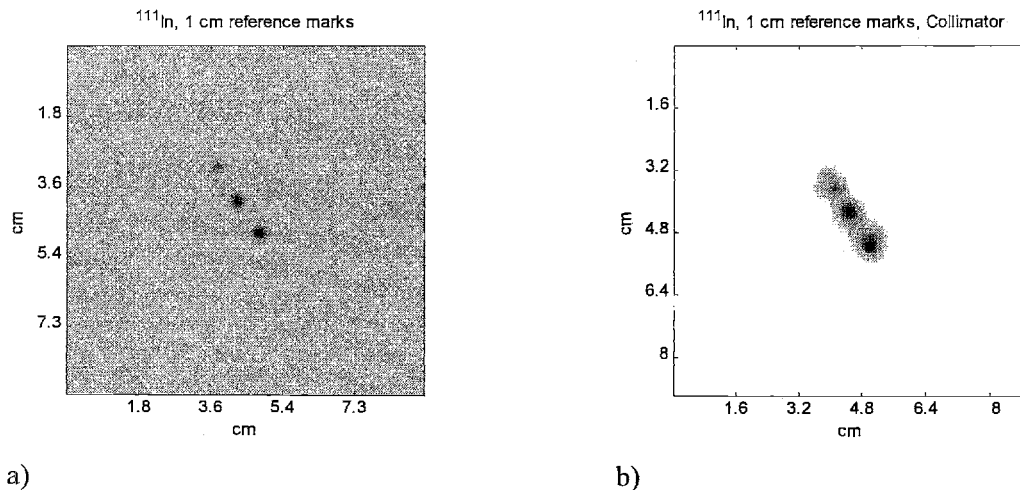 ¹¹¹In, 1 cm reference marks
1.8
3.6
5.4
7.3
cm
1.8
3.6
5.4
7.3
cm
a)
¹¹¹In, 1 cm reference marks, Collimator
1.6
3.2
4.8
6.4
8
cm
1.6
3.2
4.8
6.4
8
cm
b)